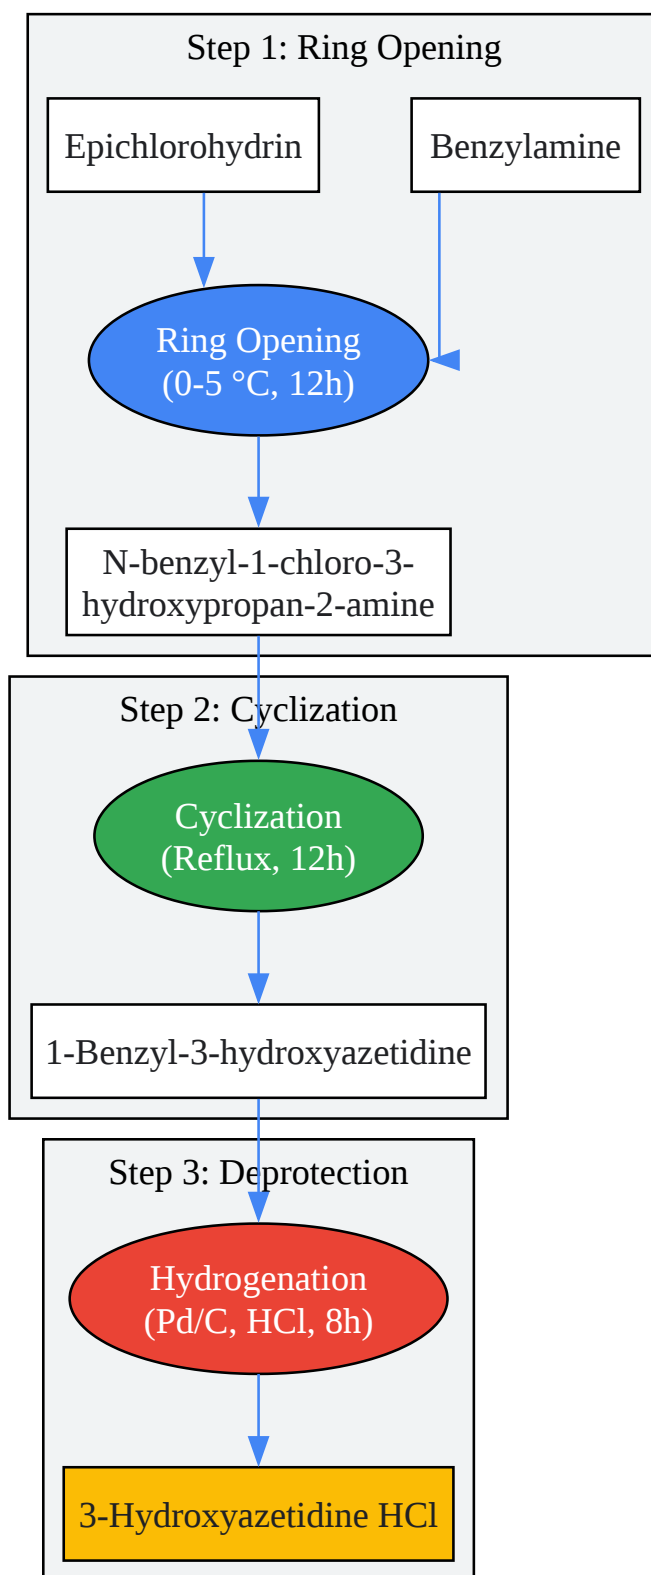 Step 1: Ring Opening
Epichlorohydrin
Benzylamine
Ring Opening
(0-5 °C, 12h)
N-benzyl-1-chloro-3-
hydroxypropan-2-amine
Step 2: Cyclization
Cyclization
(Reflux, 12h)
1-Benzyl-3-hydroxyazetidine
Step 3: Deprotection
Hydrogenation
(Pd/C, HCl, 8h)
3-Hydroxyazetidine HCl